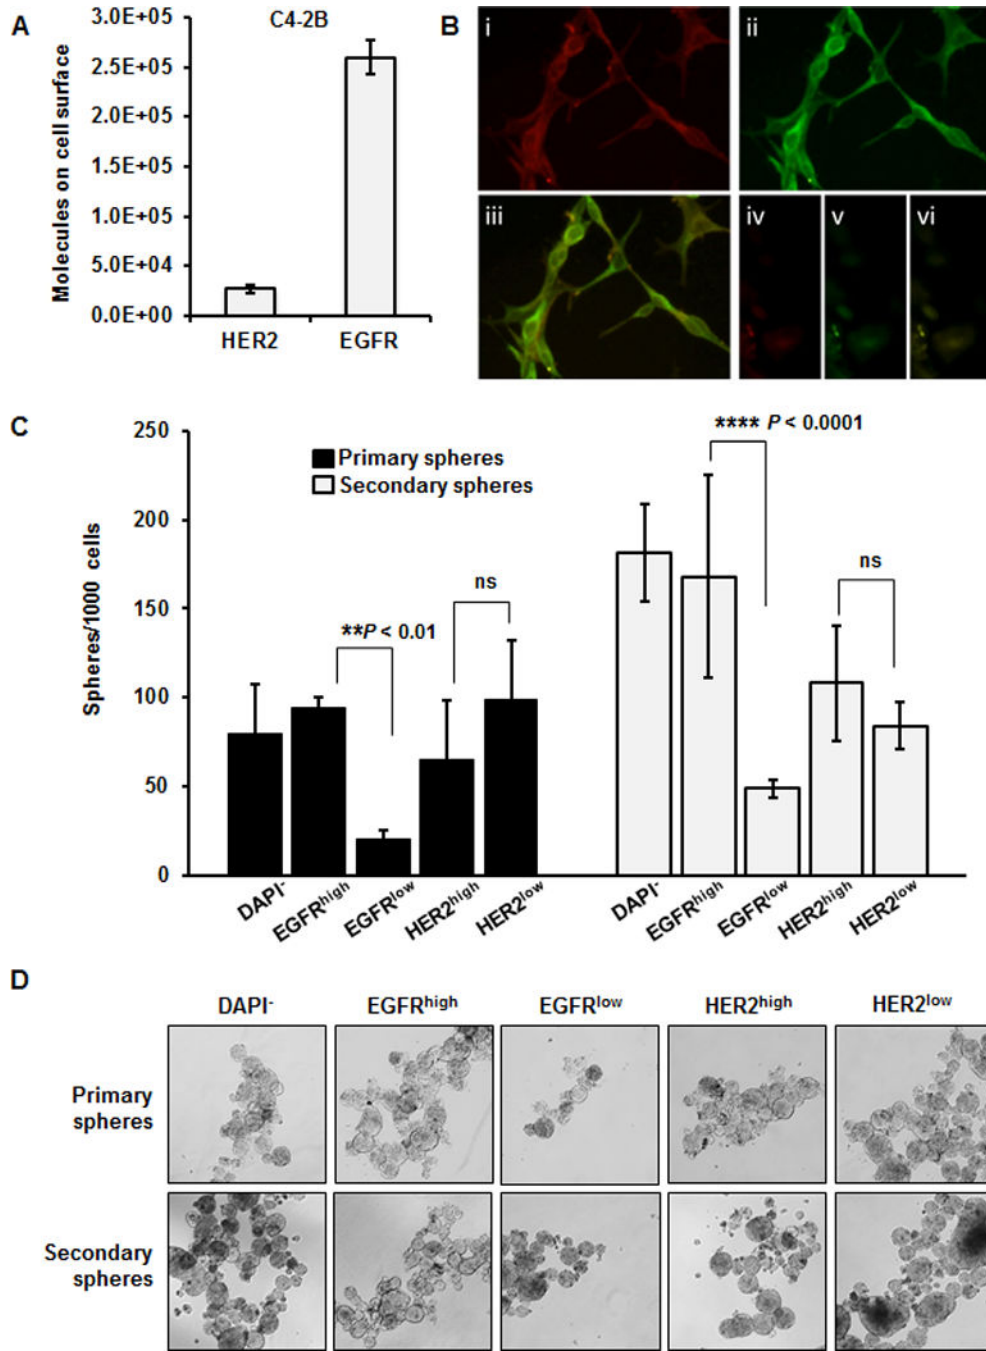 A
C4-2B
Molecules on cell surface
3.0E+05
2.5E+05
2.0E+05
1.5E+05
1.0E+05
5.0E+04
0.0E+00
HER2
EGFR
B
i
ii
iii
iv
v
vi
C
Spheres/1000 cells
250
200
150
100
50
0
Primary spheres
Secondary spheres
**P < 0.01
ns
**** P < 0.0001
ns
DAPI-
EGFRhigh
EGFRlow
HER2high
HER2low
DAPI-
EGFRhigh
EGFRlow
HER2high
HER2low
D
DAPI-
EGFRhigh
EGFRlow
HER2high
HER2low
Primary
spheres
Secondary
spheres